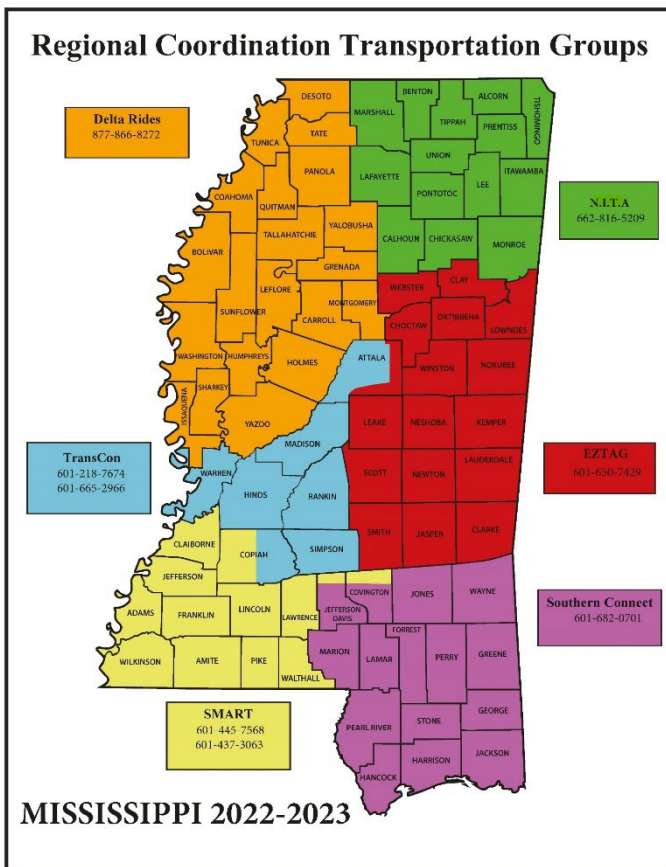 Regional Coordination Transportation Groups
Delta Rides
877-866-8272
N.I.T.A
662-816-5209
TransCon
601-218-7674
601-665-2966
EZTAG
601-650-7429
Southern Connect
601-682-0701
SMART
601-445-7568
601-437-3063
DESOTO
BENTON
ALCORN
MARSHALL
TIPPAH
TISHOMINGO
TATE
PRENTISS
TUNICA
UNION
PANOLA
LAFAYETTE
LEE
ITAWAMBA
COAHOMA
QUITMAN
PONTOTOC
YALOBUSHA
TALLAHATCHIE
CALHOUN
CHICKASAW
MONROE
BOLIVAR
GRENADA
LEFLORE
WEBSTER
CLAY
SUNFLOWER
MONTGOMERY
CARROLL
CHOCTAW
OKTIBBEHA
LOWNDES
WASHINGTON
HUMPHREYS
HOLMES
ATTALA
WINSTON
NOXUBEE
SHARKEY
ISSAQUENA
YAZOO
LEAKE
NESHOBA
KEMPER
MADISON
WARREN
SCOTT
NEWTON
LAUDERDALE
HINDS
RANKIN
SMITH
JASPER
CLARKE
CLAIBORNE
COPIAH
SIMPSON
JEFFERSON
COVINGTON
JONES
WAYNE
ADAMS
FRANKLIN
LINCOLN
LAWRENCE
JEFFERSON
DAVIS
FORREST
MARION
LAMAR
PERRY
GREENE
WILKINSON
AMITE
PIKE
WALTHALL
PEARL RIVER
STONE
GEORGE
HANCOCK
HARRISON
JACKSON
MISSISSIPPI 2022-2023